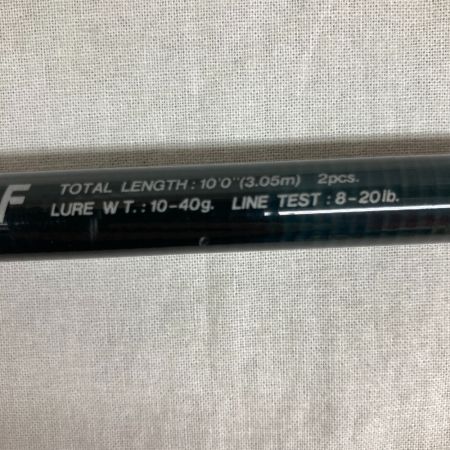 F
TOTAL LENGTH : 10'0"(3.05m) 2pcs.
LURE WT. : 10-40g. LINE TEST : 8-20lb.